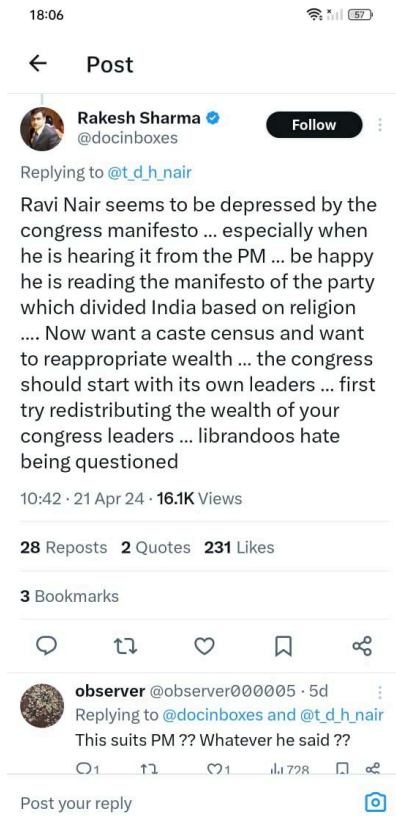 18:06
57
Post
Rakesh Sharma
@docinboxes
Follow
Replying to @t_d_h_nair
Ravi Nair seems to be depressed by the
congress manifesto ... especially when
he is hearing it from the PM ... be happy
he is reading the manifesto of the party
which divided India based on religion
.... Now want a caste census and want
to reappropriate wealth ... the congress
should start with its own leaders ... first
try redistributing the wealth of your
congress leaders ... librandoos hate
being questioned
10:42 · 21 Apr 24 · 16.1K Views
28 Reposts 2 Quotes 231 Likes
3 Bookmarks
observer @observer000005 · 5d
Replying to @docinboxes and @t_d_h_nair
This suits PM ?? Whatever he said ??
1 1 728
Post your reply